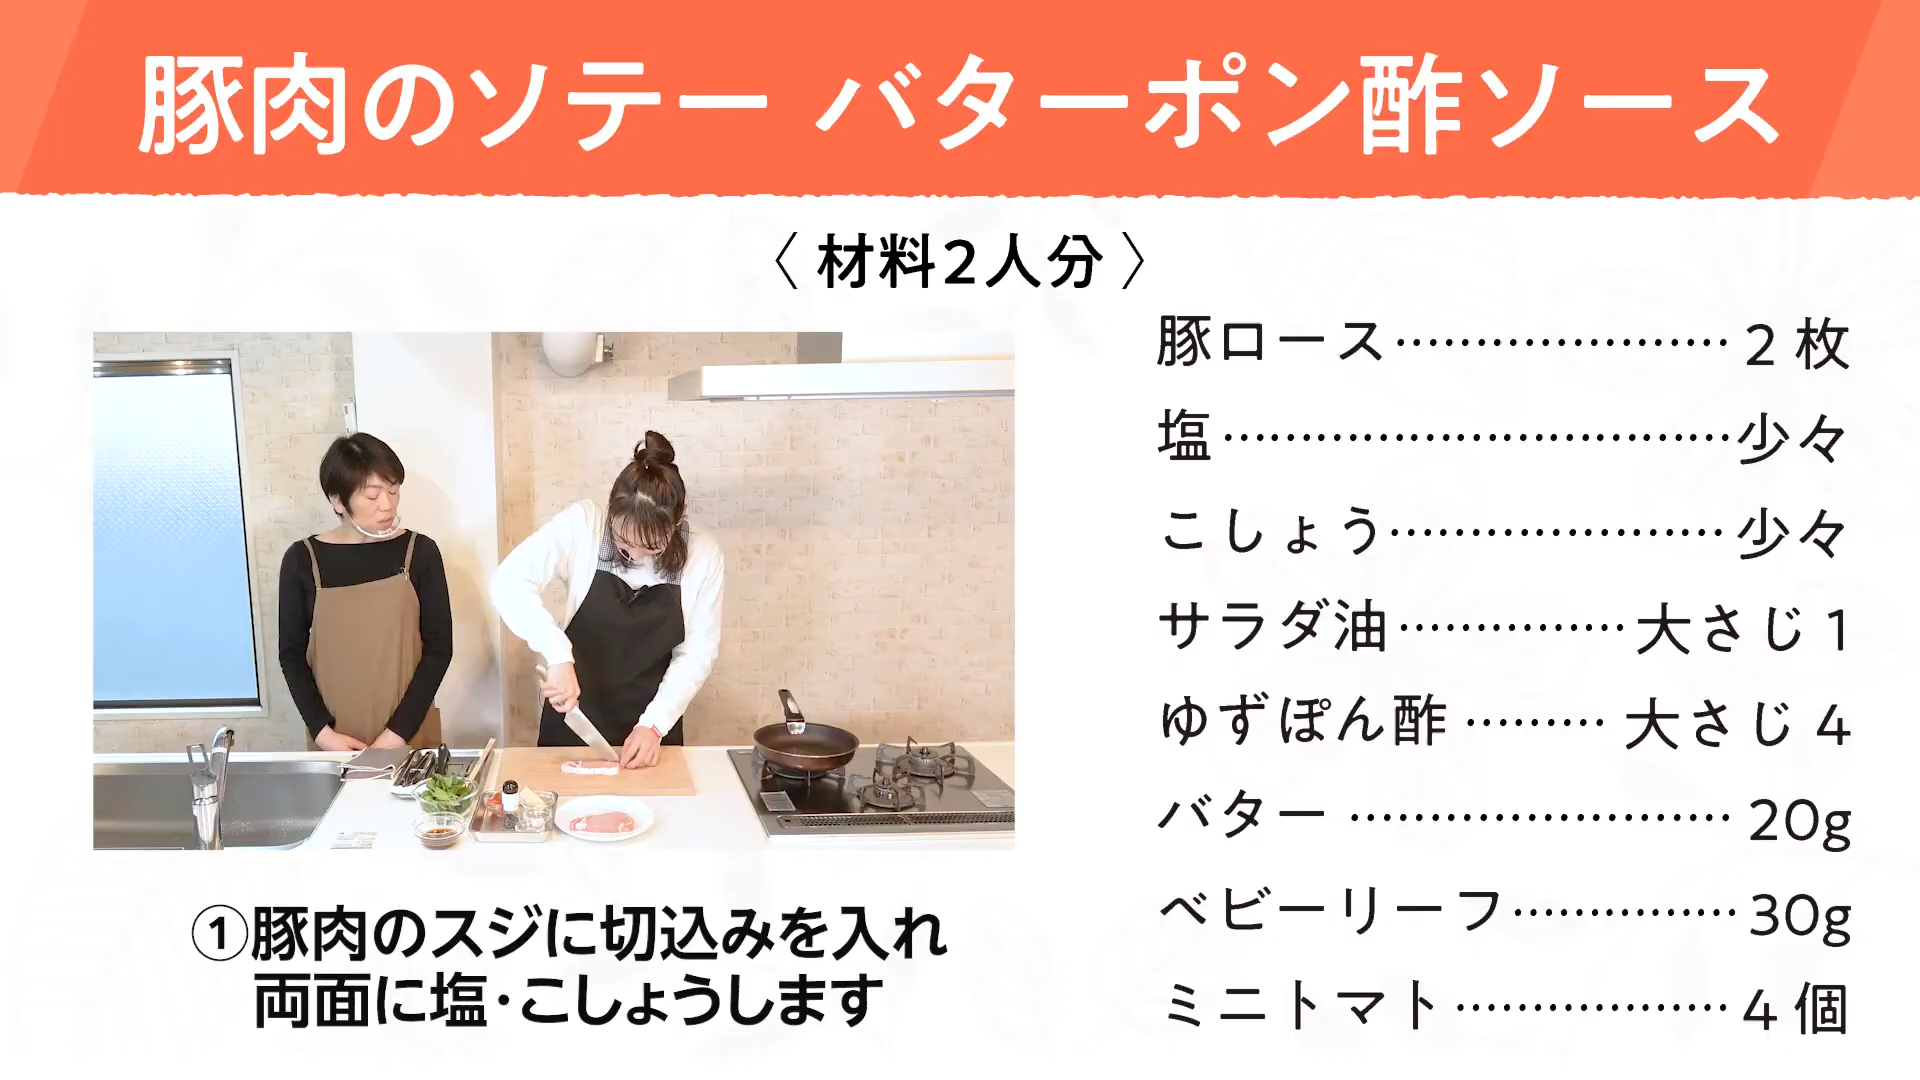 豚肉のソテー バターポン酢ソース
〈 材料2人分 〉
豚ロース…………………2 枚
塩……………………………少々
こしょう…………………少々
サラダ油……………大さじ 1
ゆずぽん酢 ……… 大さじ 4
バター …………………… 20g
ベビーリーフ……………30g
ミニトマト………………4 個
①豚肉のスジに切込みを入れ
両面に塩・こしょうします